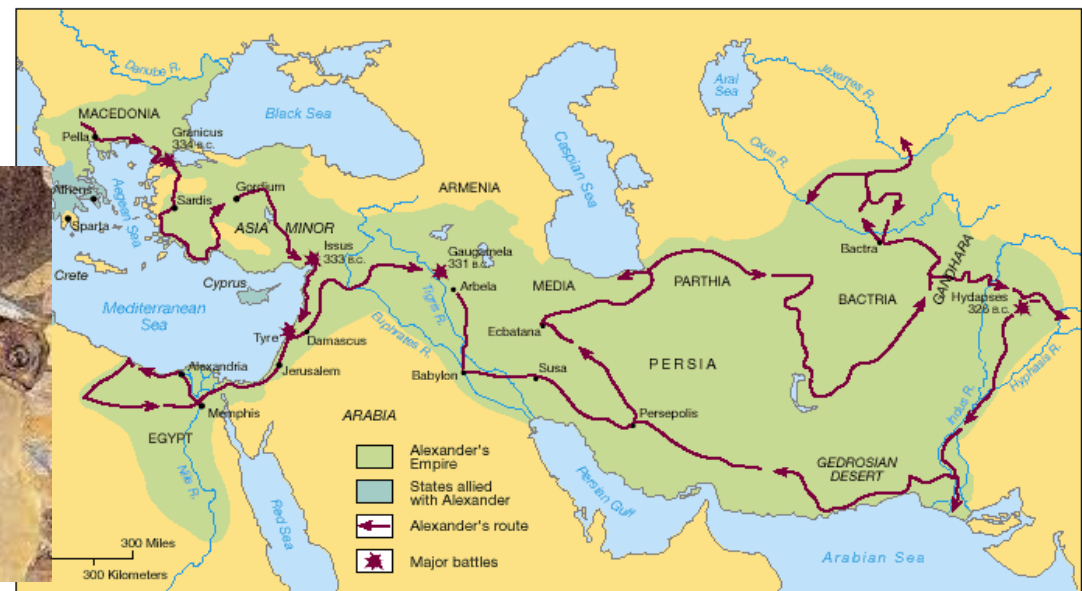 Danube R.
MACEDONIA
Pella
Granicus
334 B.C.
Black Sea
Aral
Sea
Jaxartes R.
Oxus R.
Caspian Sea
ARMENIA
Athens
Sparta
Aegean Sea
Sardis
Gordium
ASIA MINOR
Issus
333 B.C.
Gaugamela
331 B.C.
Arbela
Tigris R.
MEDIA
PARTHIA
Bactra
BACTRIA
GANDHARA
Hydapses
326 B.C.
Crete
Cyprus
Mediterranean
Sea
Tyre
Damascus
Euphrates R.
Ecbatana
PERSIA
Indus R.
Hyphasis R.
Alexandria
Jerusalem
Babylon
Susa
Memphis
ARABIA
Persepolis
EGYPT
Nile R.
Red Sea
Persian Gulf
GEDROSIAN
DESERT
Arabian Sea
Alexander's
Empire
States allied
with Alexander
Alexander's route
Major battles
300 Miles
300 Kilometers